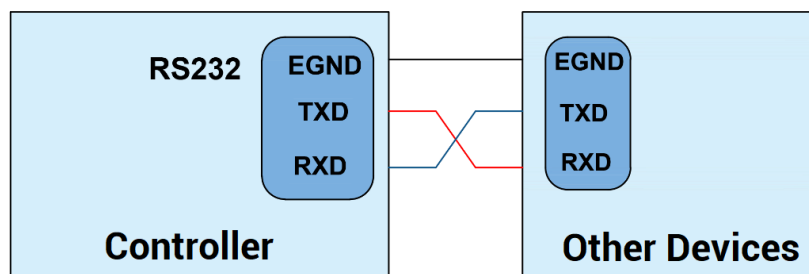 RS232
EGND
TXD
RXD
Controller
EGND
TXD
RXD
Other Devices